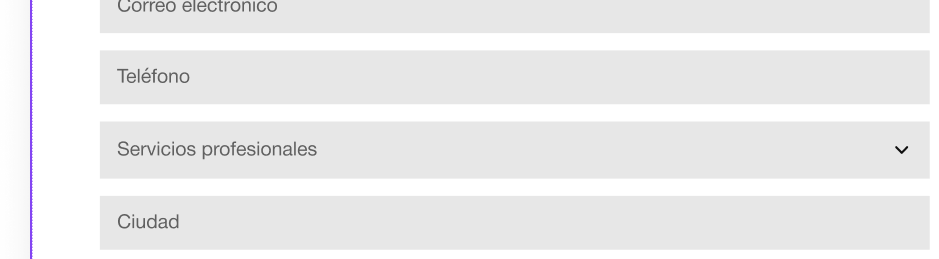 Correo electrónico
Teléfono
Servicios profesionales
Ciudad